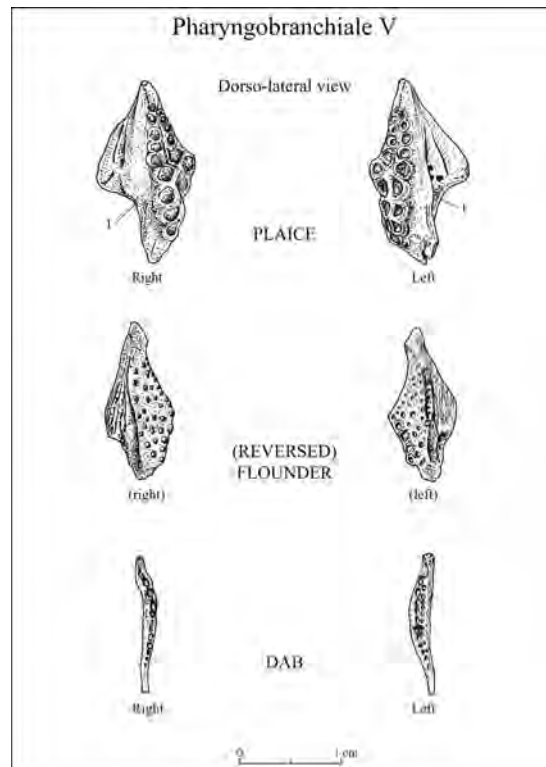 Pharyngobranchiale V
Dorso-lateral view
1
1
PLAICE
Right
Left
(REVERSED)
FLOUNDER
(right)
(left)
DAB
Right
Left
0
1 cm